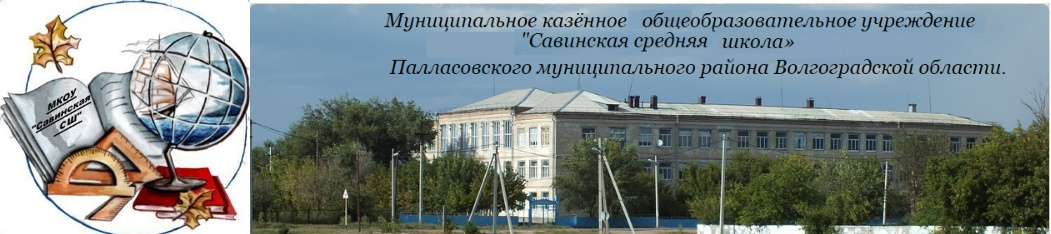 МКОУ
"Савинская
СШ"
Муниципальное казённое общеобразовательное учреждение
"Савинская средняя школа»
Палласовского муниципального района Волгоградской области.